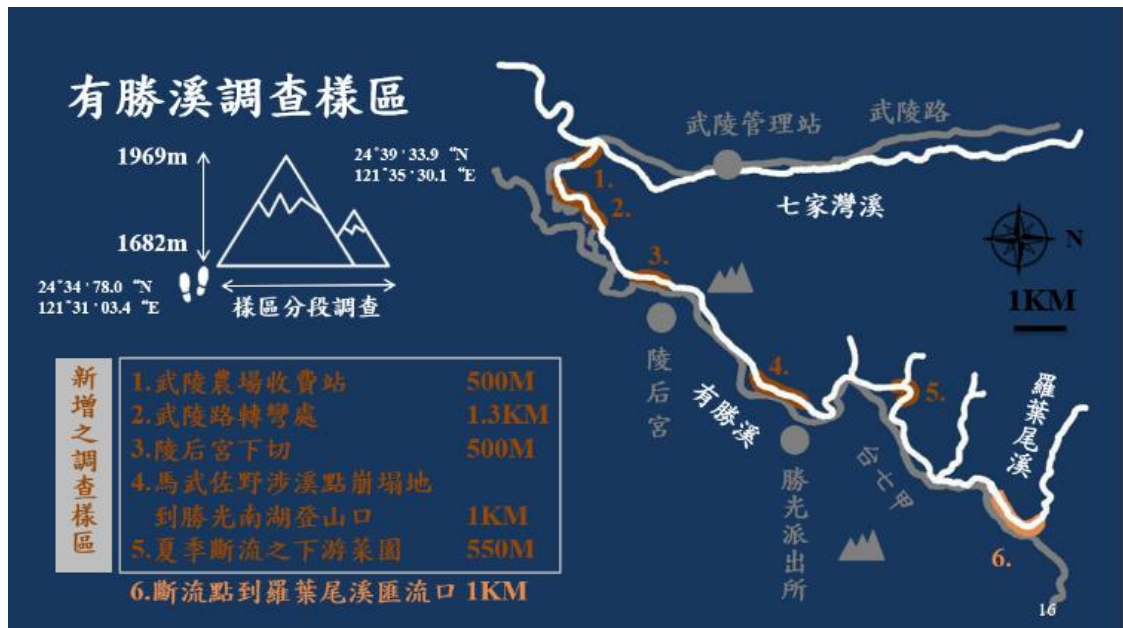 有勝溪調查樣區
1969m
24°39'33.9 "N
121°35'30.1 "E
1682m
24°34'78.0 "N
121°31'03.4 "E
樣區分段調查
新增之調查樣區
1.武陵農場收費站 500M
2.武陵路轉彎處 1.3KM
3.陵后宮下切 500M
4.馬武佐野涉溪點崩塌地
到勝光南湖登山口 1KM
5.夏季斷流之下游菜園 550M
6.斷流點到羅葉尾溪匯流口 1KM
武陵管理站
武陵路
七家灣溪
1.
2.
3.
N
1KM
陵后宮
4.
有勝溪
勝光派出所
台七甲
5.
羅葉尾溪
6.
16